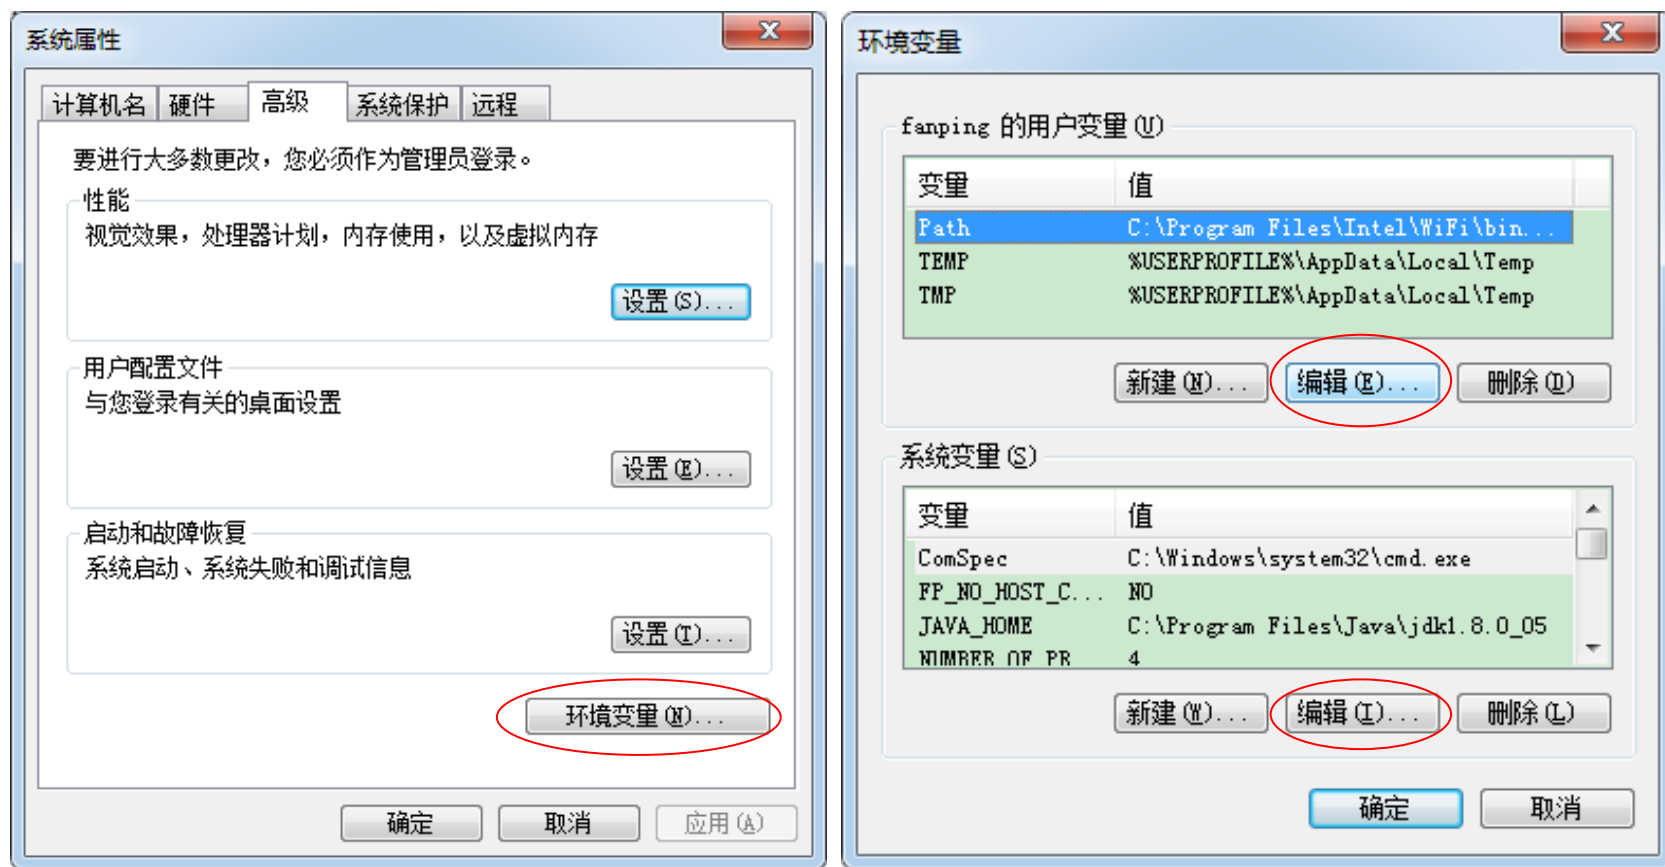 系统属性
计算机名 硬件 高级 系统保护 远程
要进行大多数更改，您必须作为管理员登录。
性能
视觉效果，处理器计划，内存使用，以及虚拟内存
设置(S)...
用户配置文件
与您登录有关的桌面设置
设置(E)...
启动和故障恢复
系统启动、系统失败和调试信息
设置(T)...
环境变量(N)...
确定 取消 应用(A)
环境变量
fanping 的用户变量(U)
变量 值
Path C:\Program Files\Intel\WiFi\bin...
TEMP %USERPROFILE%\AppData\Local\Temp
TMP %USERPROFILE%\AppData\Local\Temp
新建(N)... 编辑(E)... 删除(D)
系统变量(S)
变量 值
ComSpec C:\Windows\system32\cmd.exe
FP_NO_HOST_C... NO
JAVA_HOME C:\Program Files\Java\jdk1.8.0_05
NUMBER_OF_PR 4
新建(W)... 编辑(I)... 删除(L)
确定 取消